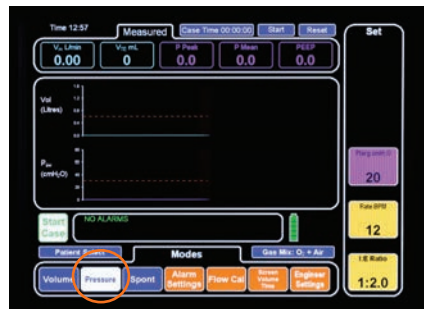 Time 12:57
Measured
Case Time 00:00:00
Start
Reset
Set
L/min
mL
P Peak
P Mean
PEEP
0.00
0
0.0
0.0
0.0
Vol
(Litres)
(cmH₂O)
20
Rate BPM
12
Start
Case
NO ALARMS
Patient Select
Modes
Gas Mix: O₂ + Air
I:E Ratio
1:2.0
Volume
Pressure
Spont
Alarm
Settings
Flow Cal
Screen
Volume
Time
Engineer
Settings